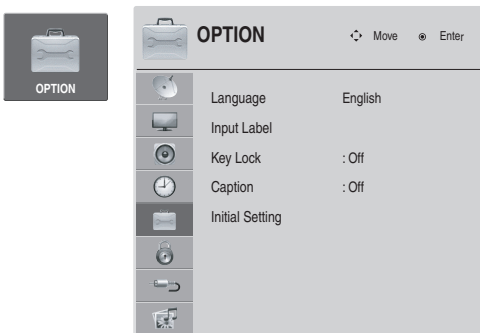 OPTION
OPTION Move Enter
Language English
Input Label
Key Lock : Off
Caption : Off
Initial Setting